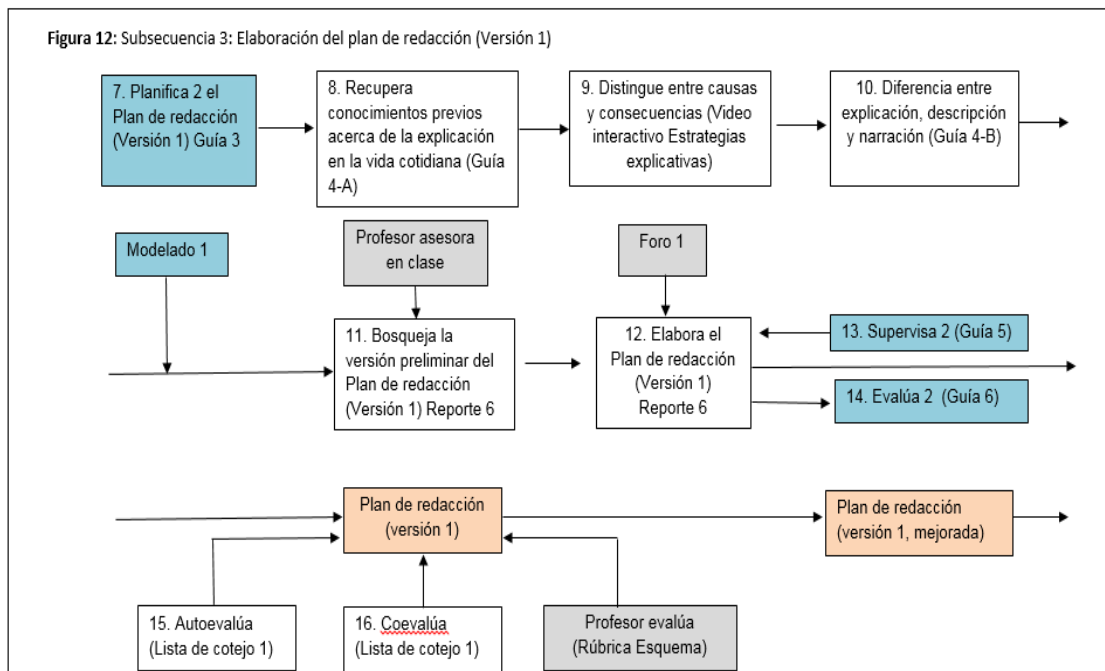 Figura 12: Subsecuencia 3: Elaboración del plan de redacción (Versión 1)
7. Planifica 2 el
Plan de redacción
(Versión 1) Guía 3
8. Recupera
conocimientos previos
acerca de la explicación
en la vida cotidiana (Guía
4-A)
9. Distingue entre causas
y consecuencias (Video
interactivo Estrategias
explicativas)
10. Diferencia entre
explicación, descripción
y narración (Guía 4-B)
Modelado 1
Profesor asesora
en clase
Foro 1
11. Bosqueja la
versión preliminar del
Plan de redacción
(Versión 1) Reporte 6
12. Elabora el
Plan de redacción
(Versión 1)
Reporte 6
13. Supervisa 2 (Guía 5)
14. Evalúa 2 (Guía 6)
Plan de redacción
(versión 1)
Plan de redacción
(versión 1, mejorada)
15. Autoevalúa
(Lista de cotejo 1)
16. Coevalúa
(Lista de cotejo 1)
Profesor evalúa
(Rúbrica Esquema)